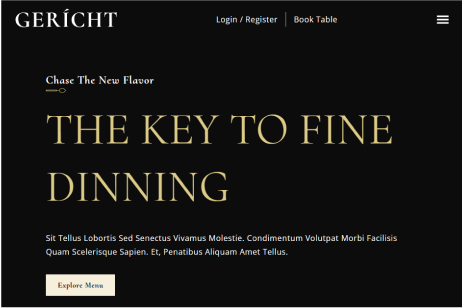 GERÍCHT
Login / Register
Book Table
Chase The New Flavor
THE KEY TO FINE
DINNING
Sit Tellus Lobortis Sed Senectus Vivamus Molestie. Condimentum Volutpat Morbi Facilisis
Quam Scelerisque Sapien. Et, Penatibus Aliquam Amet Tellus.
Explore Menu